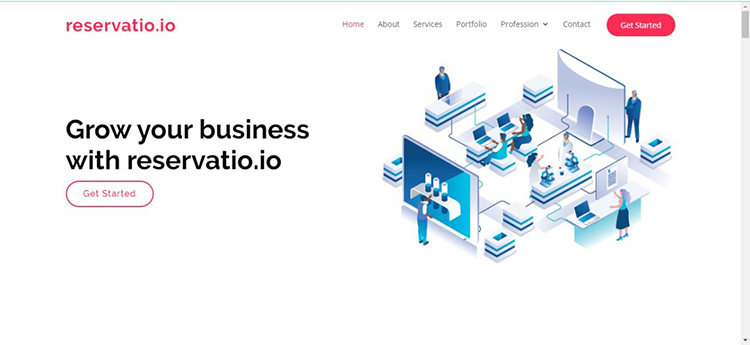 reservatio.io
Home About Services Portfolio Profession Contact Get Started
Grow your business
with reservatio.io
Get Started